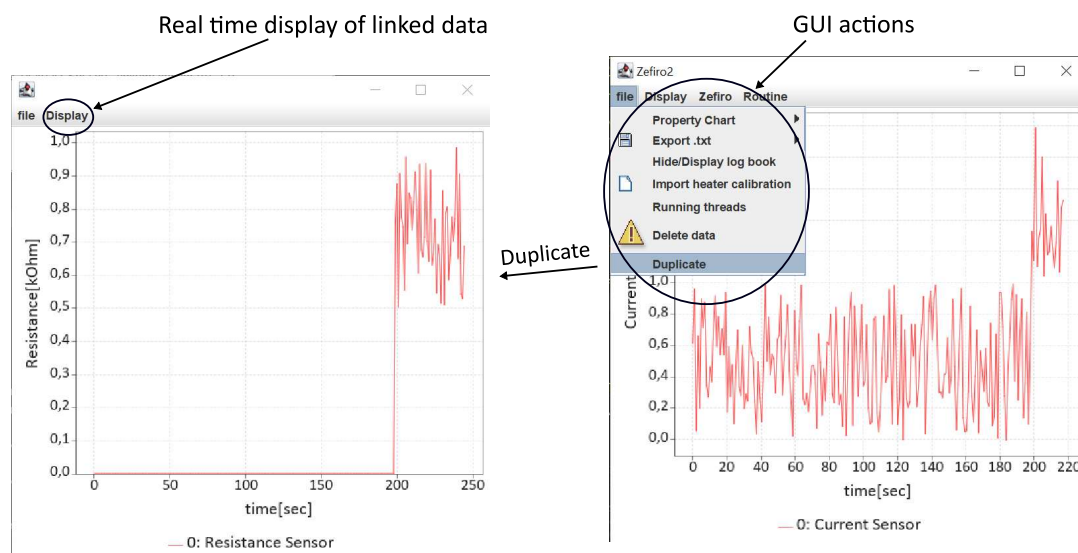 Real time display of linked data
GUI actions
file Display
1,0
0,9
0,8
0,7
0,6
0,5
0,4
0,3
0,2
0,1
0,0
Resistance[kOhm]
0 50 100 150 200 250
time[sec]
0: Resistance Sensor
Duplicate
Zefiro2
file Display Zefiro Routine
Property Chart
Export .txt
Hide/Display log book
Import heater calibration
Running threads
Delete data
Duplicate
1,0
0,8
0,6
0,4
0,2
0,0
Current
0 20 40 60 80 100 120 140 160 180 200 220
time[sec]
0: Current Sensor